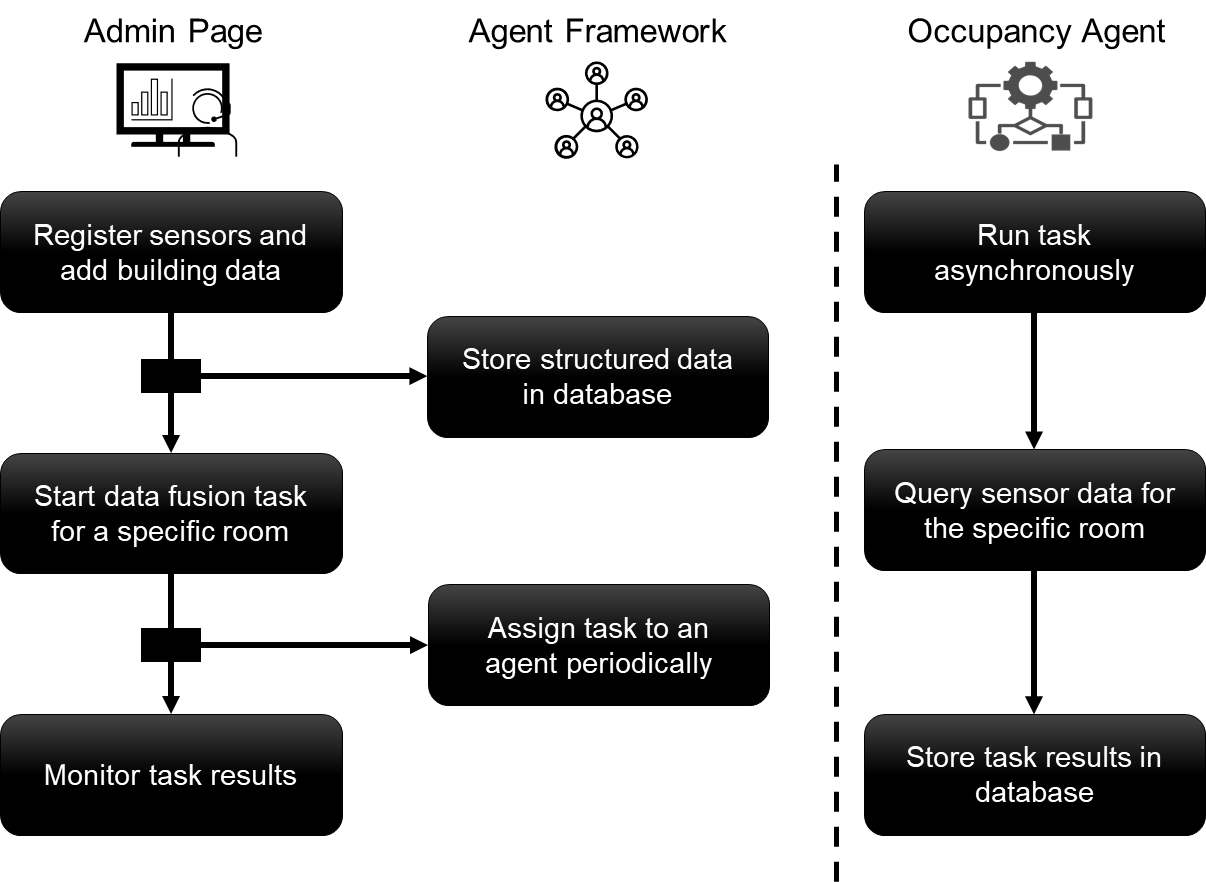 Admin Page
Agent Framework
Occupancy Agent
Register sensors and
add building data
Run task
asynchronously
Store structured data
in database
Start data fusion task
for a specific room
Query sensor data for
the specific room
Assign task to an
agent periodically
Monitor task results
Store task results in
database